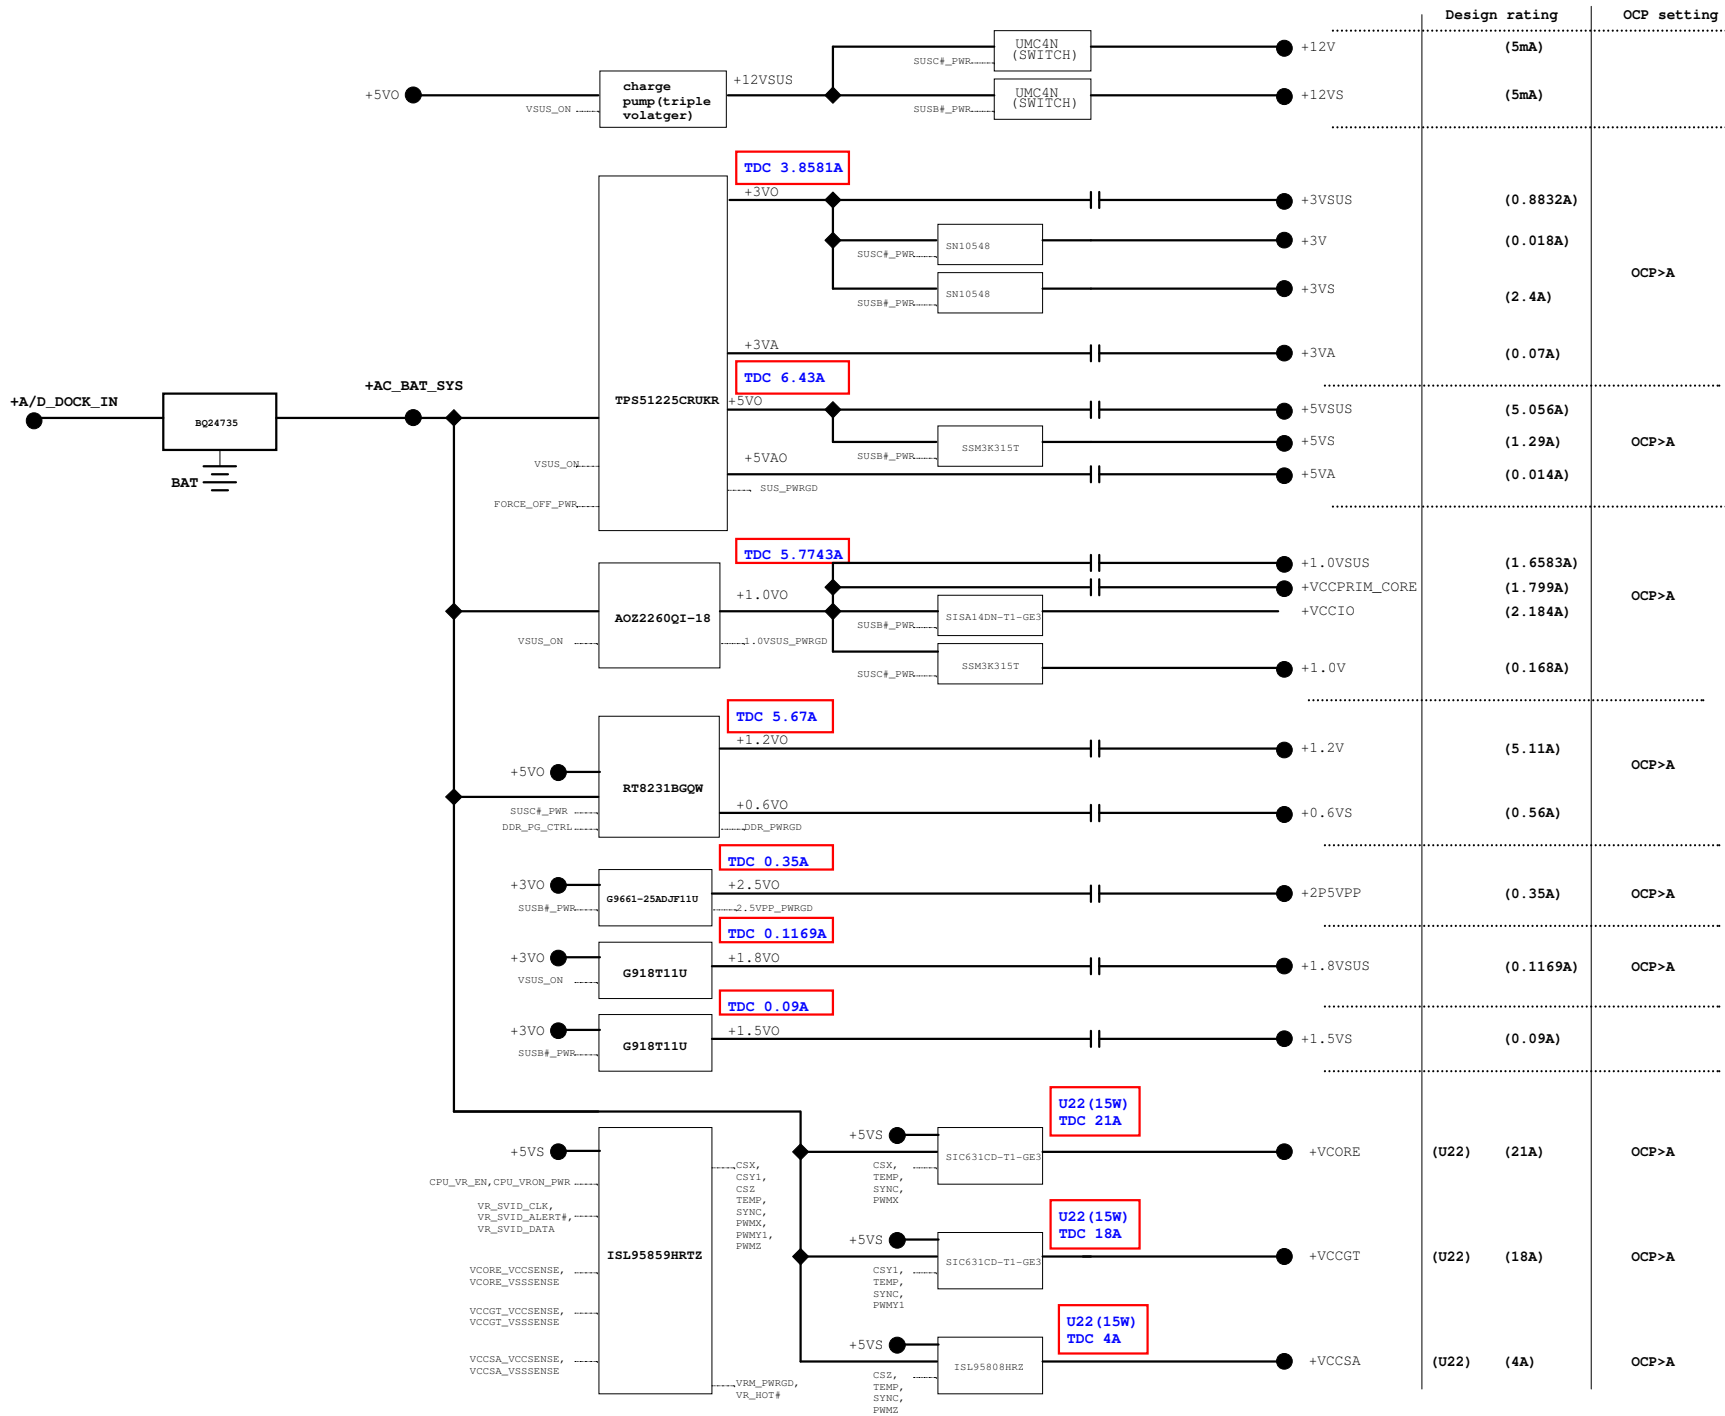 Design rating
OCP setting
UMC4N
(SWITCH)
SUSC#_PWR
+12V
(5mA)
+5VO
VSUS_ON
charge
pump(triple
volatger)
+12VSUS
UMC4N
(SWITCH)
SUSB#_PWR
+12VS
(5mA)
TDC 3.8581A
+3VO
+3VSUS
(0.8832A)
SN10548
SUSC#_PWR
+3V
(0.018A)
OCP>A
SN10548
SUSB#_PWR
+3VS
(2.4A)
+3VA
+3VA
(0.07A)
TDC 6.43A
+A/D_DOCK_IN
BQ24735
BAT
+AC_BAT_SYS
TPS51225CRUKR
+5VO
+5VSUS
(5.056A)
SSM3K315T
SUSB#_PWR
+5VS
(1.29A)
OCP>A
+5VAO
+5VA
(0.014A)
VSUS_ON
SUS_PWRGD
FORCE_OFF_PWR
TDC 5.7743A
+1.0VSUS
(1.6583A)
+VCCPRIM_CORE
(1.799A)
OCP>A
AOZ2260QI-18
+1.0VO
SISA14DN-T1-GE3
SUSB#_PWR
+VCCIO
(2.184A)
VSUS_ON
1.0VSUS_PWRGD
SSM3K315T
SUSC#_PWR
+1.0V
(0.168A)
TDC 5.67A
+1.2VO
+1.2V
(5.11A)
OCP>A
+5VO
RT8231BGQW
SUSC#_PWR
DDR_PG_CTRL
+0.6VO
DDR_PWRGD
+0.6VS
(0.56A)
TDC 0.35A
+3VO
SUSB#_PWR
G9661-25ADJF11U
+2.5VO
2.5VPP_PWRGD
+2P5VPP
(0.35A)
OCP>A
TDC 0.1169A
+3VO
VSUS_ON
G918T11U
+1.8VO
+1.8VSUS
(0.1169A)
OCP>A
TDC 0.09A
+3VO
SUSB#_PWR
G918T11U
+1.5VO
+1.5VS
(0.09A)
U22(15W)
TDC 21A
+5VS
CPU_VR_EN,CPU_VRON_PWR
VR_SVID_CLK,
VR_SVID_ALERT#,
VR_SVID_DATA
ISL95859HRTZ
VCORE_VCCSENSE,
VCORE_VSSSENSE
VCCGT_VCCSENSE,
VCCGT_VSSSENSE
VCCSA_VCCSENSE,
VCCSA_VSSSENSE
CSX,
CSY1,
CSZ
TEMP,
SYNC,
PWMX,
PWMY1,
PWMZ
VRM_PWRGD,
VR_HOT#
+5VS
SIC631CD-T1-GE3
CSX,
TEMP,
SYNC,
PWMX
+VCORE
(U22)
(21A)
OCP>A
U22(15W)
TDC 18A
+5VS
SIC631CD-T1-GE3
CSY1,
TEMP,
SYNC,
PWMY1
+VCCGT
(U22)
(18A)
OCP>A
U22(15W)
TDC 4A
+5VS
ISL95808HRZ
CSZ,
TEMP,
SYNC,
PWMZ
+VCCSA
(U22)
(4A)
OCP>A